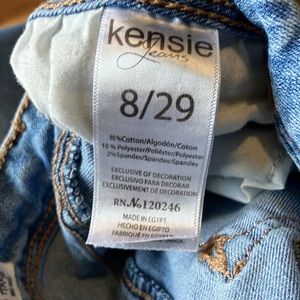 kensie
Jeans
8/29
80%Cotton/Algodón/Coton
18% Polyester/Poliéster/Polyester
2%Spandex/Spandex/Spandex
EXCLUSIVE OF DECORATION
EXCLUSIVO PARA DECORAR
EXCLUSIVEMENT DE DÉCORATION
RN.No120246
MADE IN EGYPT
HECHO EN EGIPTO
FABRIQUÉ EN EGYPTE